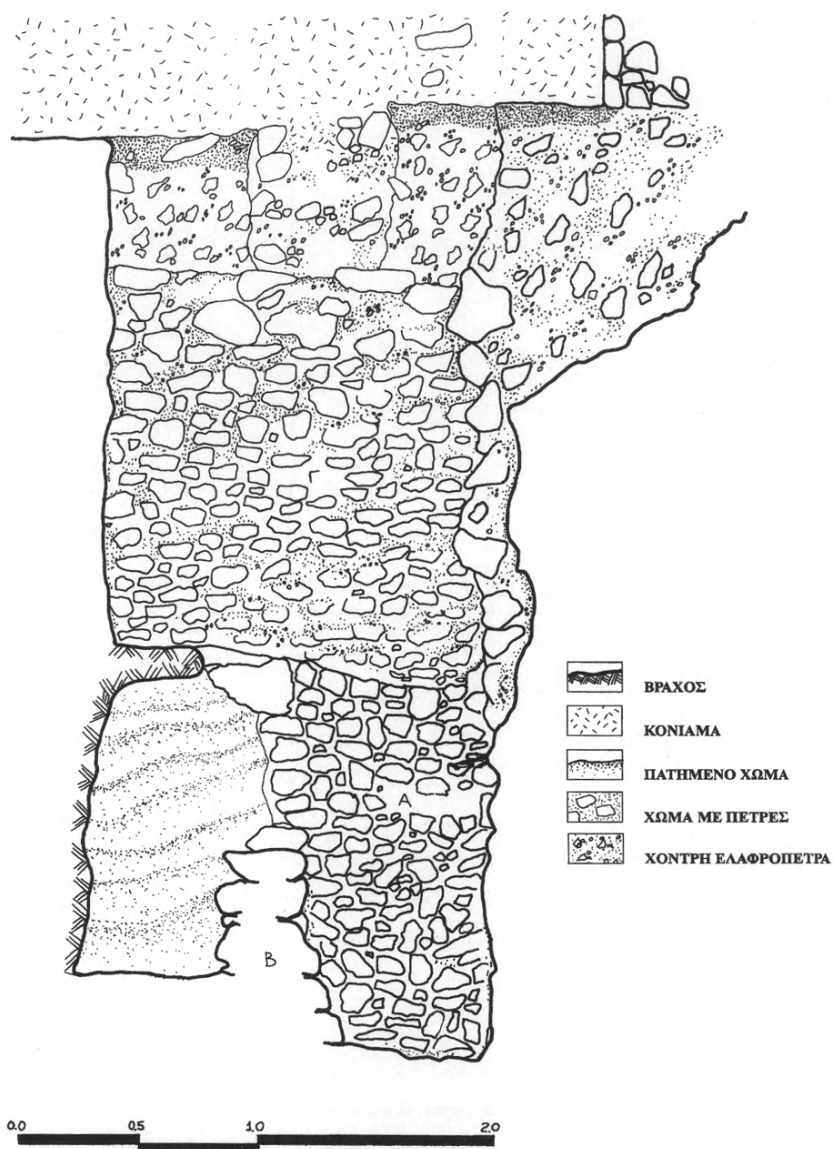 Γ
A
B
ΒΡΑΧΟΣ
ΚΟΝΙΑΜΑ
ΠΑΤΗΜΕΝΟ ΧΩΜΑ
ΧΩΜΑ ΜΕ ΠΕΤΡΕΣ
ΧΟΝΤΡΗ ΕΛΑΦΡΟΠΕΤΡΑ
0.0 0.5 1.0 2.0